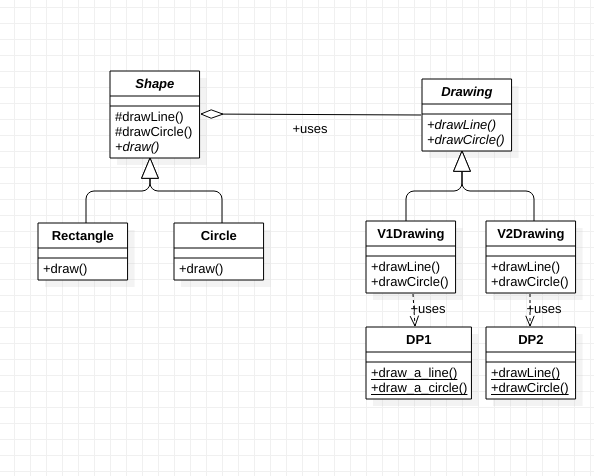 Shape
#drawLine()
#drawCircle()
+draw()
+uses
Drawing
+drawLine()
+drawCircle()
Rectangle
+draw()
Circle
+draw()
V1Drawing
+drawLine()
+drawCircle()
V2Drawing
+drawLine()
+drawCircle()
+uses
+uses
DP1
+draw_a_line()
+draw_a_circle()
DP2
+drawLine()
+drawCircle()